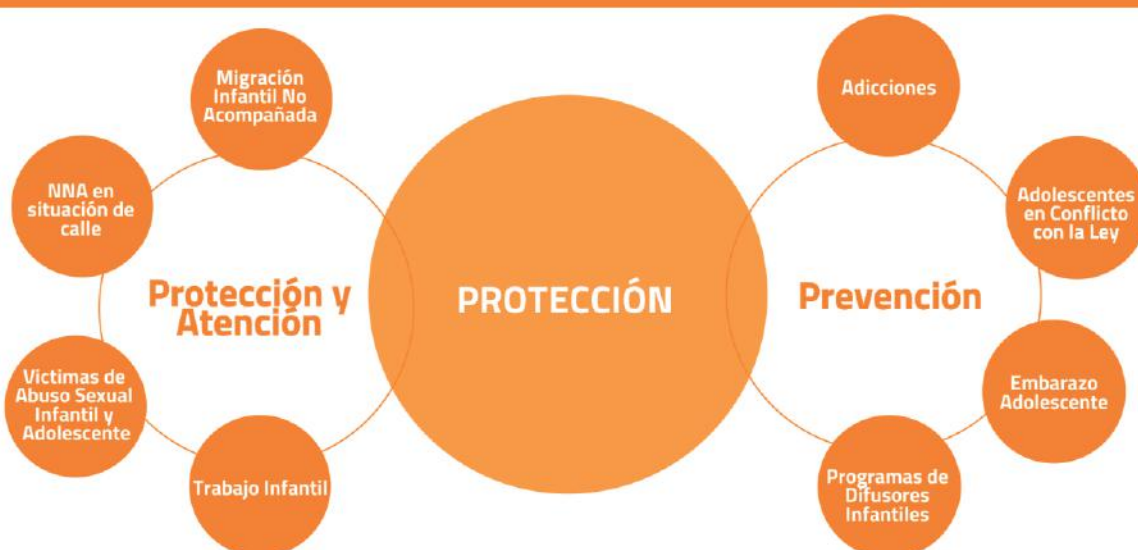 Migración
Infantil No
Acompañada
NNA en
situación de
calle
Protección y
Atención
Víctimas de
Abuso Sexual
Infantil y
Adolescente
Trabajo Infantil
PROTECCIÓN
Adicciones
Adolescentes
en Conflicto
con la Ley
Prevención
Embarazo
Adolescente
Programas de
Difusores
Infantiles